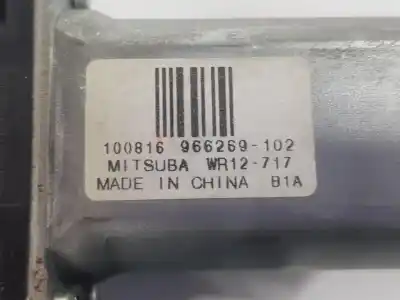 100816 966269-102
MITSUBA WR12-717
MADE IN CHINA B1A